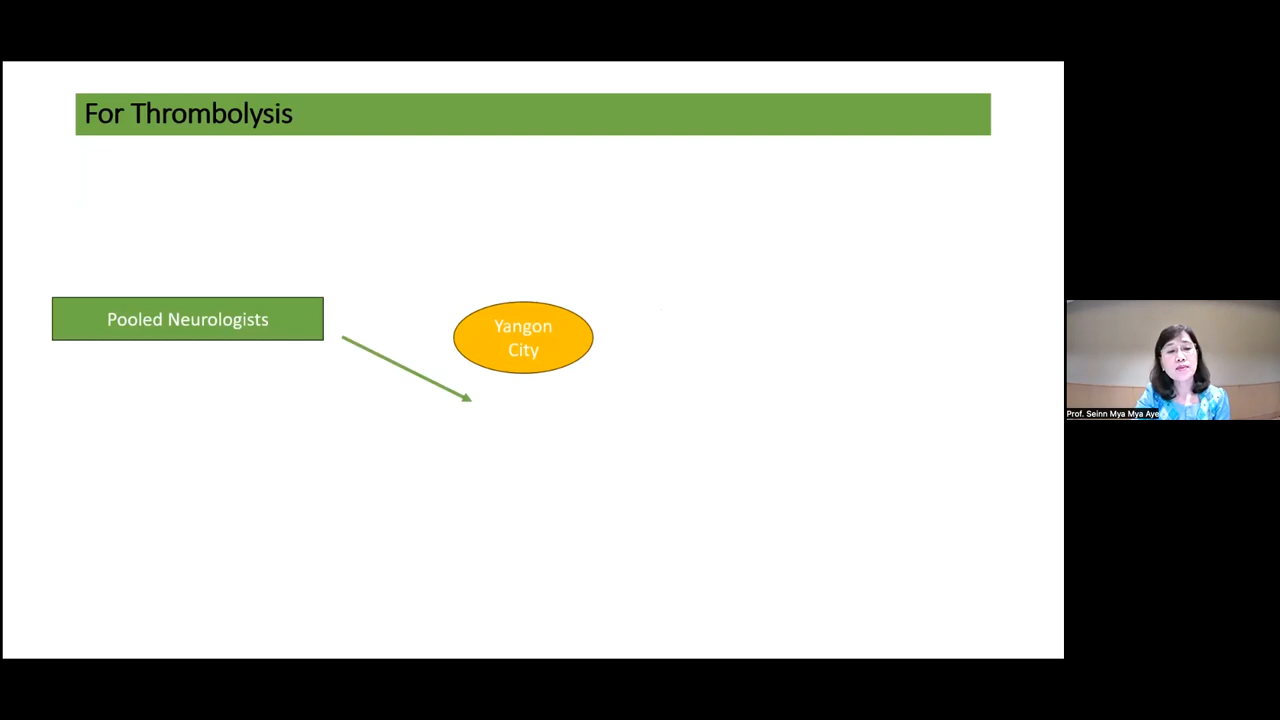 For Thrombolysis
Pooled Neurologists
Yangon
City
Prof. Seinn Mya Mya Aye